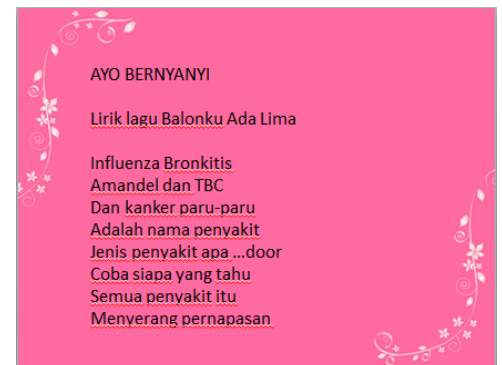 AYO BERNYANYI
Lirik lagu Balonku Ada Lima
Influenza Bronkitis
Amandel dan TBC
Dan kanker paru-paru
Adalah nama penyakit
Jenis penyakit apa ...door
Coba siapa yang tahu
Semua penyakit itu
Menyerang pernapasan